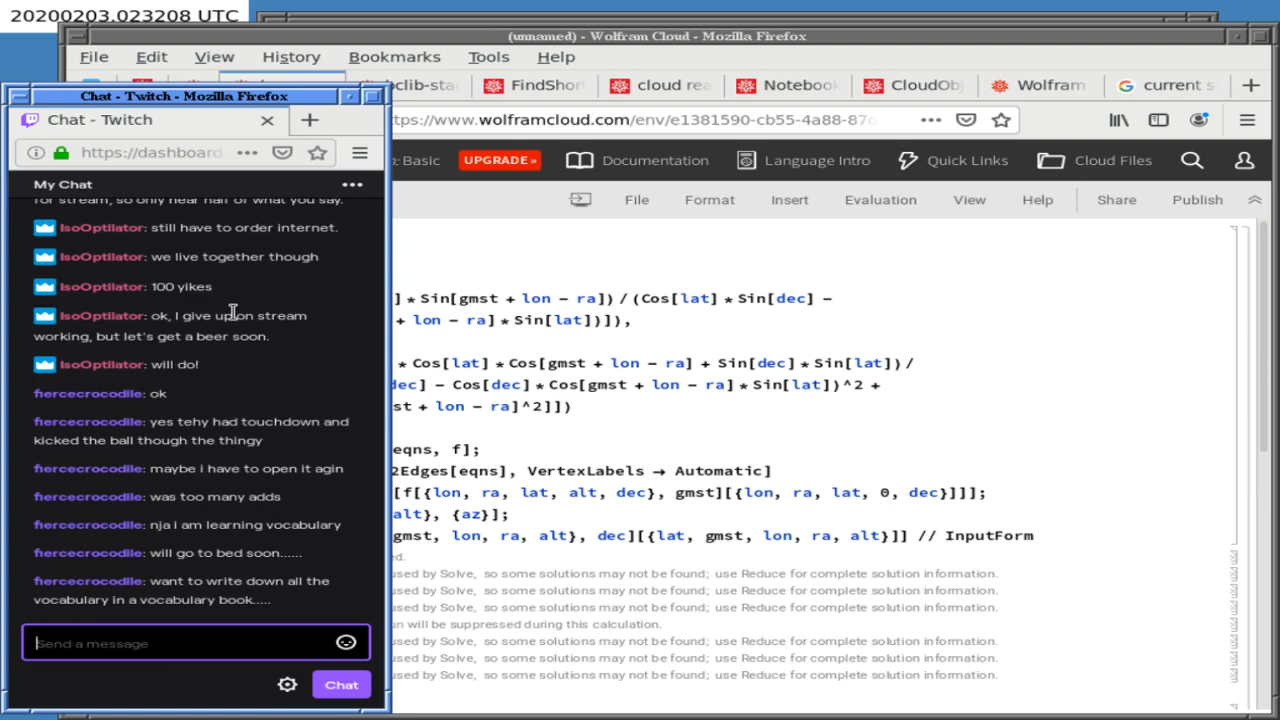 20200203.023208 UTC
(unnamed) - Wolfram Cloud - Mozilla Firefox
File Edit View History Bookmarks Tools Help
FindShor cloud rea Noteboo CloudObj Wolfram current s
ttps://www.wolframcloud.com/env/e1381590-cb55-4a88-87
Basic UPGRADE » Documentation Language Intro Quick Links Cloud Files
File Format Insert Evaluation View Help Share Publish
Chat - Twitch - Mozilla Firefox
Chat - Twitch
https://dashboard
My Chat
for stream, so only hear half of what you say.
IsoOptilator: still have to order internet.
IsoOptilator: we live together though
IsoOptilator: 100 yikes
IsoOptilator: ok, I give up on stream
working, but let's get a beer soon.
IsoOptilator: will do!
fiercecrocodile: ok
fiercecrocodile: yes tehy had touchdown and
kicked the ball though the thingy
fiercecrocodile: maybe i have to open it agin
fiercecrocodile: was too many adds
fiercecrocodile: nja i am learning vocabulary
fiercecrocodile: will go to bed soon......
fiercecrocodile: want to write down all the
vocabulary in a vocabulary book.....
Send a message
Chat
] * Sin[gmst + lon - ra]) / (Cos[lat] * Sin[dec] -
+ lon - ra] * Sin[lat])]),
* Cos[lat] * Cos[gmst + lon - ra] + Sin[dec] * Sin[lat]) /
dec] - Cos[dec] * Cos[gmst + lon - ra] * Sin[lat])^2 +
st + lon - ra]^2]])
eqns, f];
2Edges[eqns], VertexLabels → Automatic]
[f[{lon, ra, lat, alt, dec}, gmst][{lon, ra, lat, 0, dec}]]];
alt}, {az}];
gmst, lon, ra, alt}, dec][{lat, gmst, lon, ra, alt}]] // InputForm
ed.
used by Solve, so some solutions may not be found; use Reduce for complete solution information.
used by Solve, so some solutions may not be found; use Reduce for complete solution information.
used by Solve, so some solutions may not be found; use Reduce for complete solution information.
un will be suppressed during this calculation.
used by Solve, so some solutions may not be found; use Reduce for complete solution information.
used by Solve, so some solutions may not be found; use Reduce for complete solution information.
used by Solve, so some solutions may not be found; use Reduce for complete solution information.